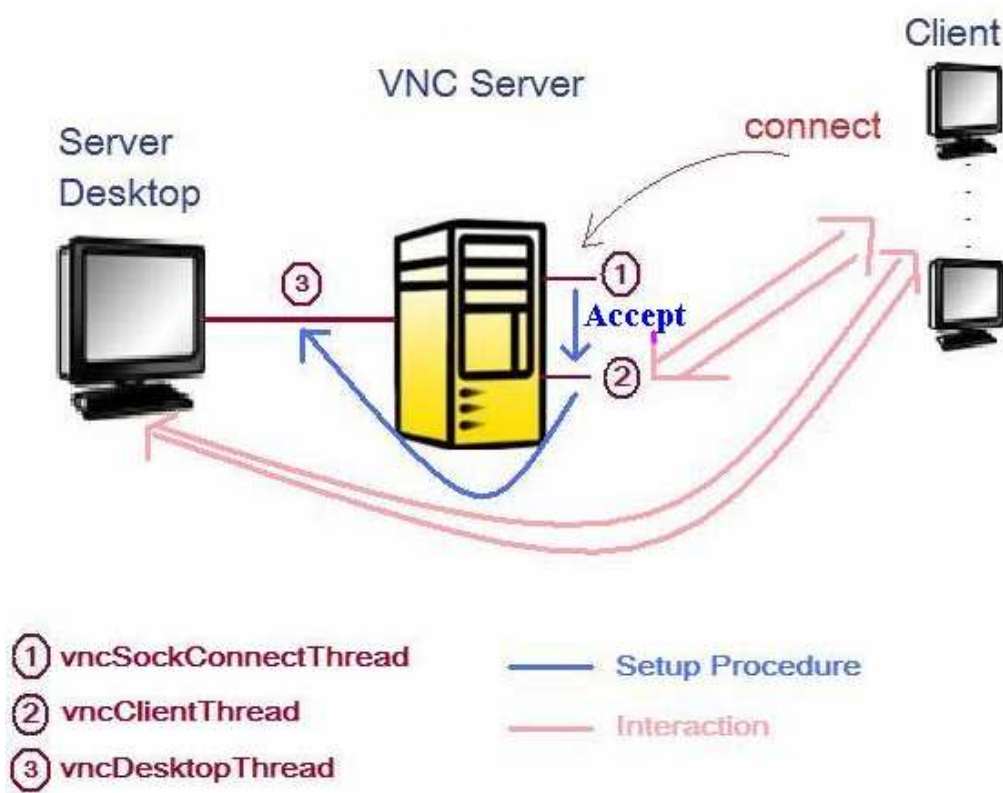 Client
VNC Server
connect
Server
Desktop
3
1
Accept
2
1 vncSockConnectThread
Setup Procedure
2 vncClientThread
Interaction
3 vncDesktopThread